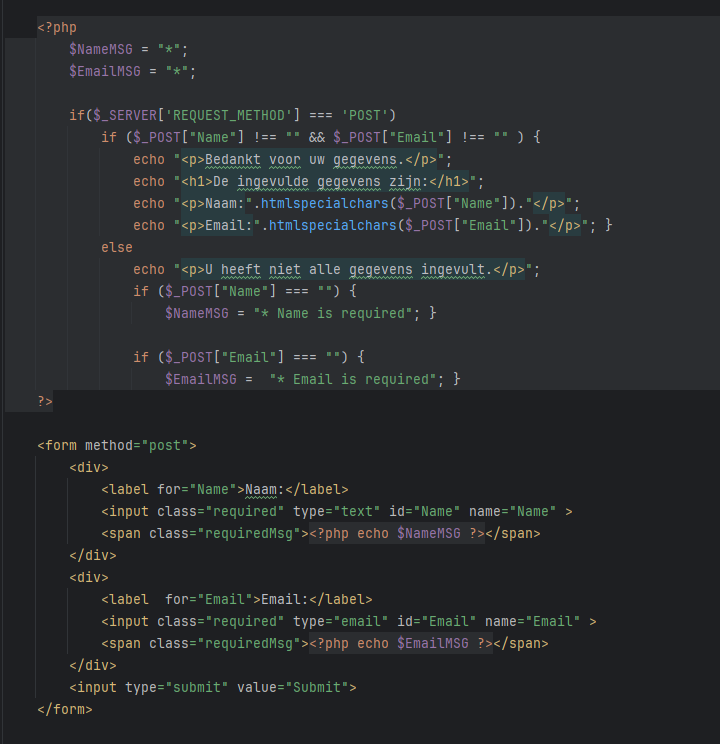 <?php
    $NameMSG = "*";
    $EmailMSG = "*";

    if($_SERVER['REQUEST_METHOD'] === 'POST')
        if ($_POST["Name"] !== "" && $_POST["Email"] !== "" ) {
            echo "<p>Bedankt voor uw gegevens.</p>";
            echo "<h1>De ingevulde gegevens zijn:</h1>";
            echo "<p>Naam:".htmlspecialchars($_POST["Name"])."</p>";
            echo "<p>Email:".htmlspecialchars($_POST["Email"])."</p>"; }
        else
            echo "<p>U heeft niet alle gegevens ingevult.</p>";
            if ($_POST["Name"] === "") {
                $NameMSG = "* Name is required"; }

            if ($_POST["Email"] === "") {
                $EmailMSG =  "* Email is required"; }
?>

<form method="post">
    <div>
        <label for="Name">Naam:</label>
        <input class="required" type="text" id="Name" name="Name" >
        <span class="requiredMsg"><?php echo $NameMSG ?></span>
    </div>
    <div>
        <label  for="Email">Email:</label>
        <input class="required" type="email" id="Email" name="Email" >
        <span class="requiredMsg"><?php echo $EmailMSG ?></span>
    </div>
    <input type="submit" value="Submit">
</form>